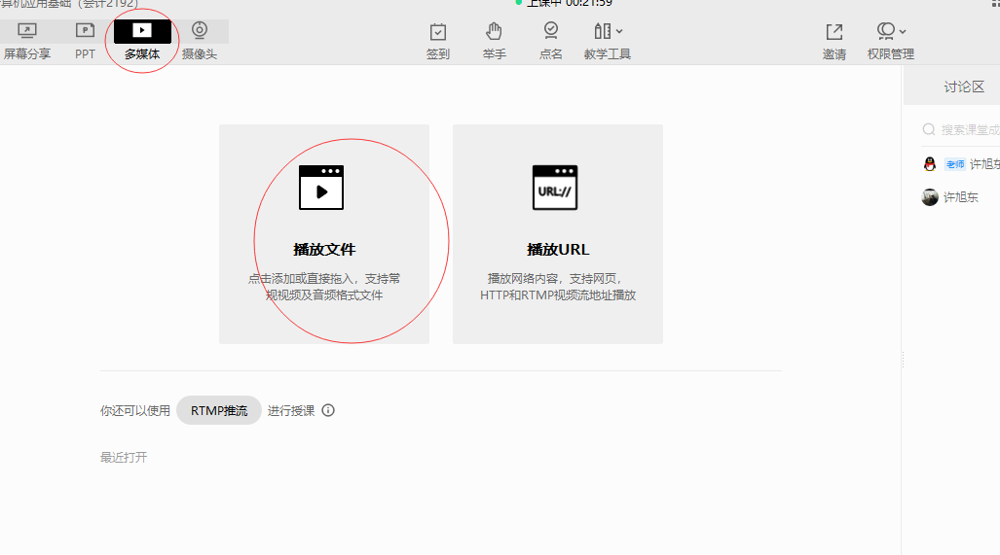 算机应用基础（会计2192）
上课中 00:21:59
屏幕分享
PPT
多媒体
摄像头
签到
举手
点名
教学工具
邀请
权限管理
讨论区
搜索课堂成
老师 许旭东
许旭东
播放文件
点击添加或直接拖入，支持常
规视频及音频格式文件
URL://
播放URL
播放网络内容，支持网页，
HTTP和RTMP视频流地址播放
你还可以使用 RTMP推流 进行授课
最近打开